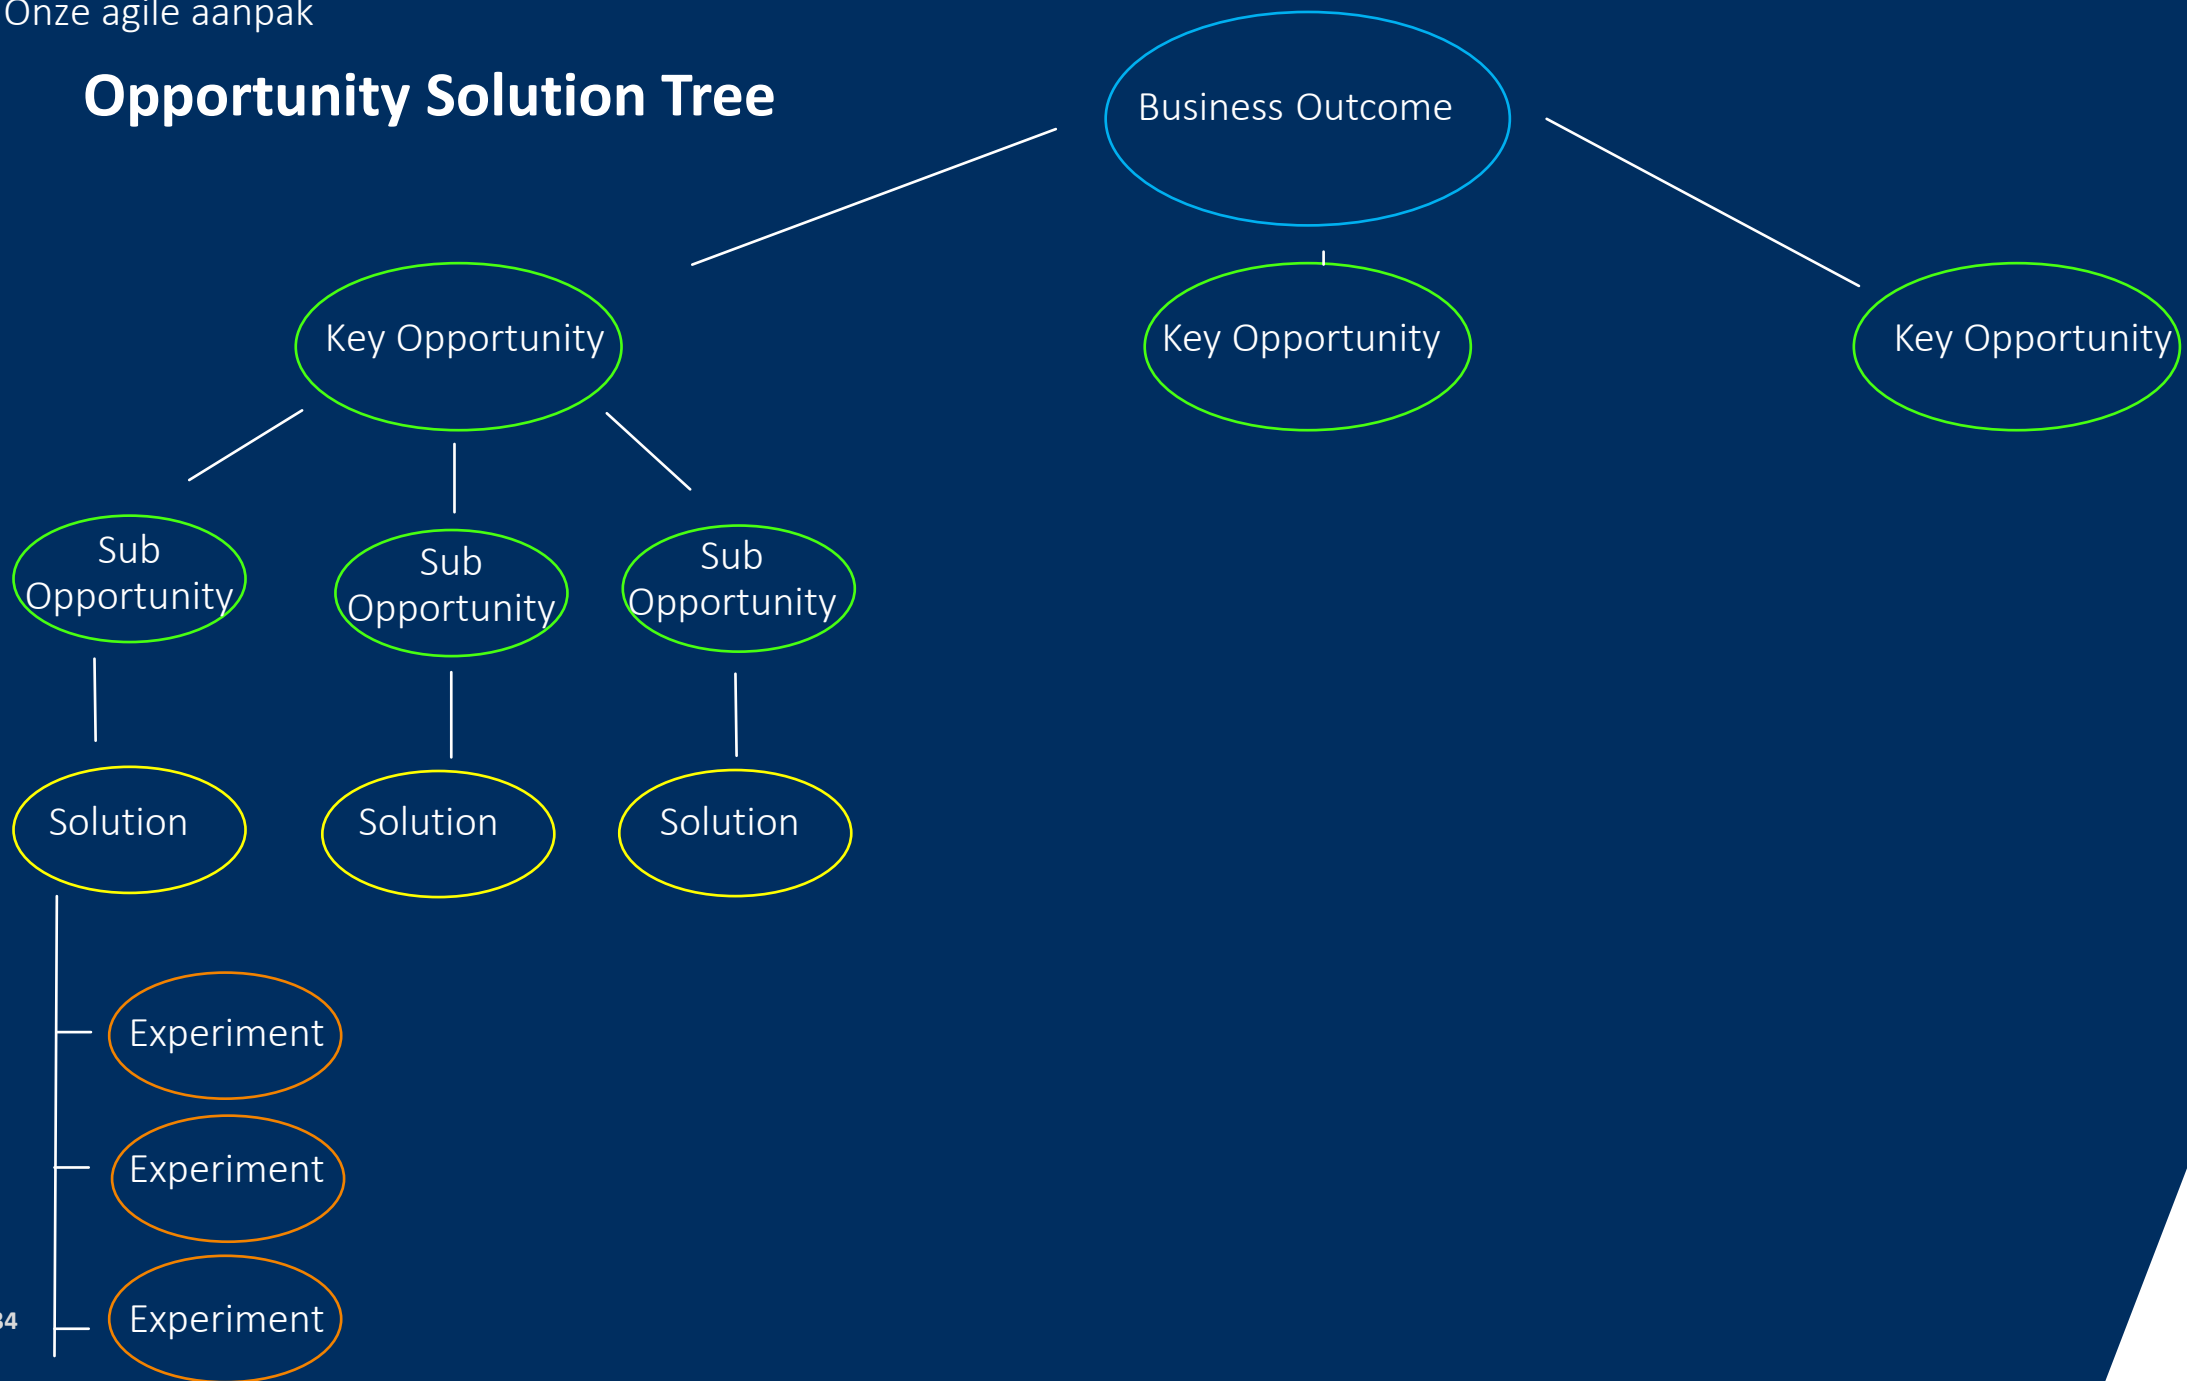 Onze agile aanpak
Opportunity Solution Tree
Business Outcome
Key Opportunity
Key Opportunity
Key Opportunity
Sub
Opportunity
Sub
Opportunity
Sub
Opportunity
Solution
Solution
Solution
Experiment
Experiment
Experiment
34